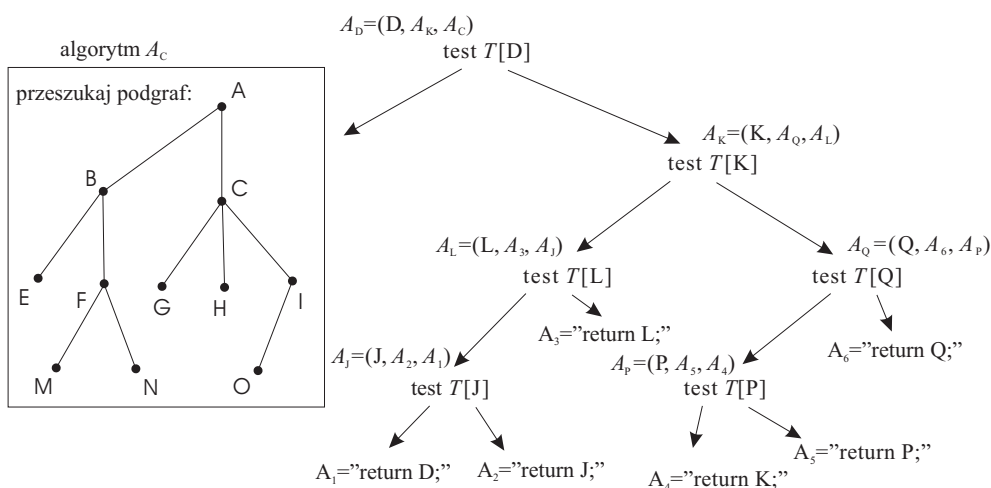 A_D=(D, A_K, A_C)
test T[D]
algorytm A_C
przeszukaj podgraf:
A
B
C
E
F
G
H
I
M
N
O
A_K=(K, A_Q, A_L)
test T[K]
A_L=(L, A_3, A_J)
test T[L]
A_Q=(Q, A_6, A_P)
test T[Q]
A_3="return L;"
A_6="return Q;"
A_J=(J, A_2, A_1)
test T[J]
A_P=(P, A_5, A_4)
test T[P]
A_1="return D;"
A_2="return J;"
A_4="return K;"
A_5="return P;"